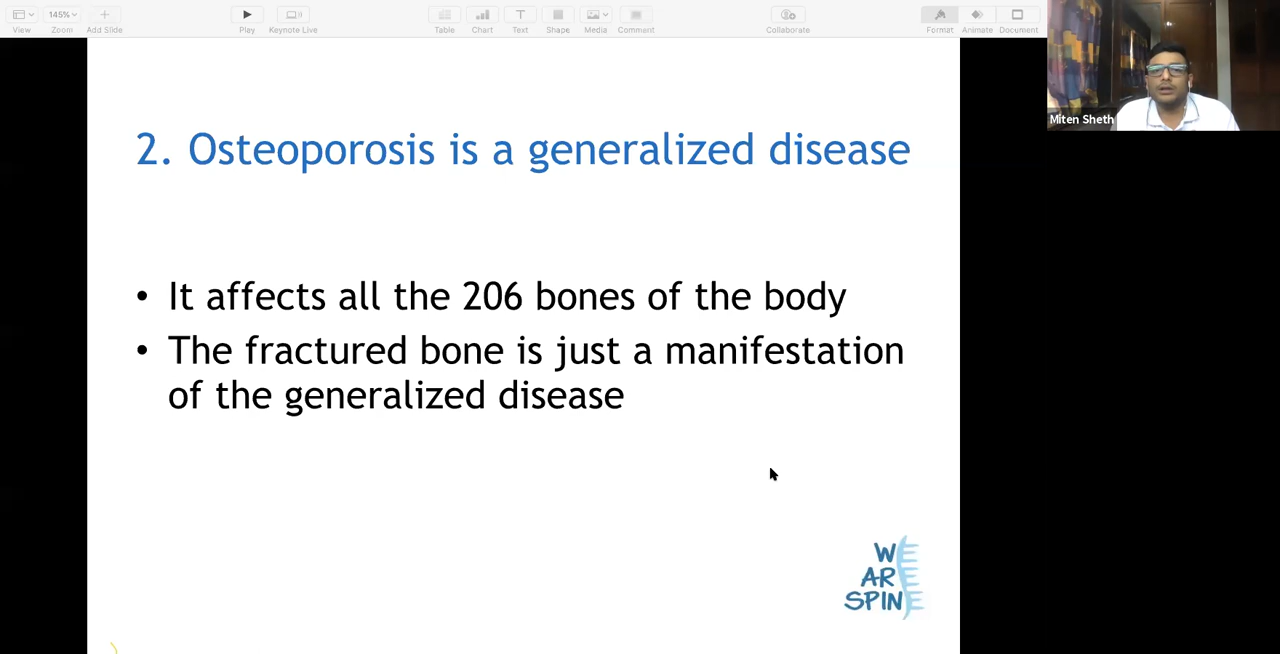 145%
View
Zoom
Add Slide
Play
Keynote Live
Table
Chart
Text
Shape
Media
Comment
Collaborate
Format
Animate
Document
Miten Sheth
2. Osteoporosis is a generalized disease
• It affects all the 206 bones of the body
• The fractured bone is just a manifestation
of the generalized disease
WE
ARE
SPINE